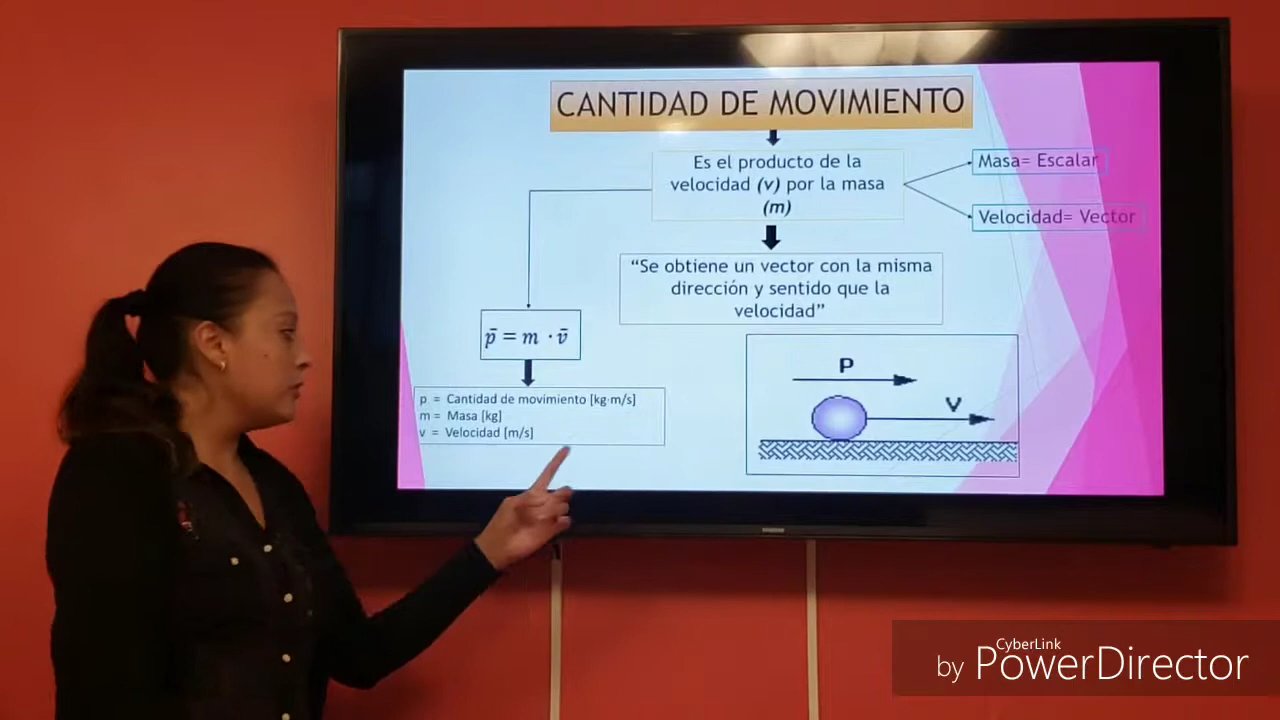 CANTIDAD DE MOVIMIENTO
Es el producto de la
velocidad (v) por la masa
(m)
Masa= Escalar
Velocidad= Vector
“Se obtiene un vector con la misma
dirección y sentido que la
velocidad”
p̄ = m · v̄
p = Cantidad de movimiento [kg·m/s]
m = Masa [kg]
v = Velocidad [m/s]
P
V
CyberLink
by PowerDirector